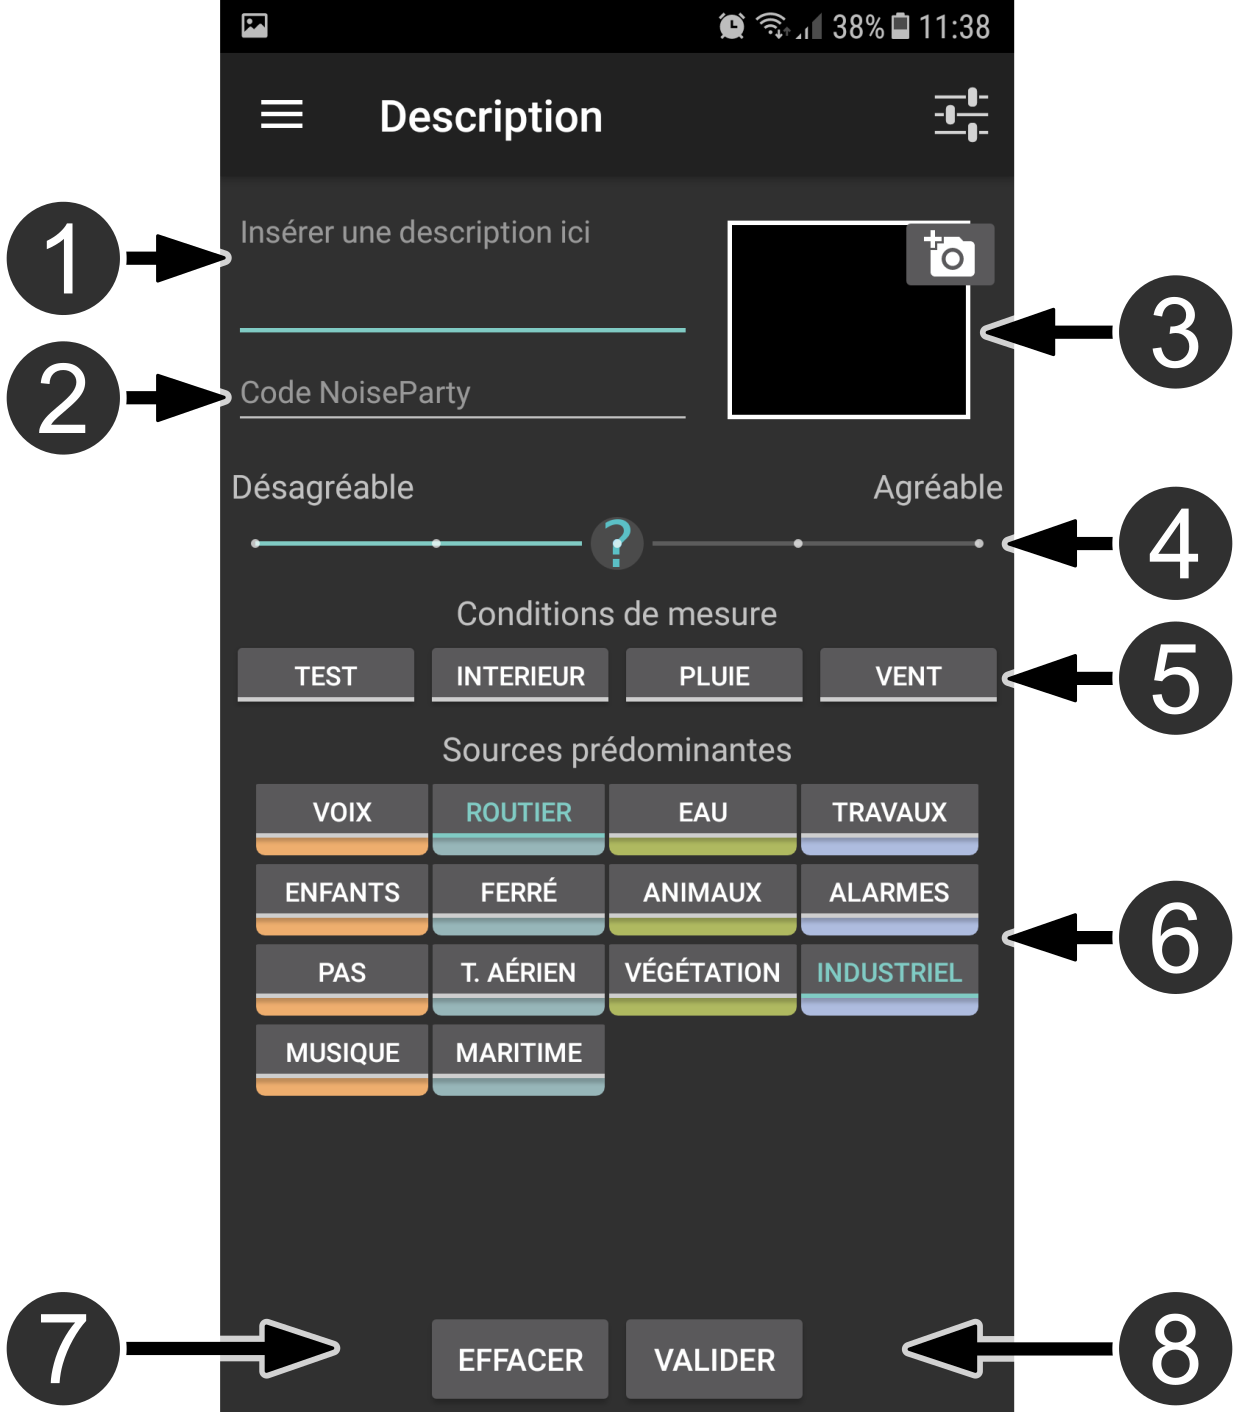 38% 11:38
Description
1 Insérer une description ici
3
2 Code NoiseParty
Désagréable Agréable
? 4
Conditions de mesure
TEST INTERIEUR PLUIE VENT 5
Sources prédominantes
VOIX ROUTIER EAU TRAVAUX
ENFANTS FERRÉ ANIMAUX ALARMES
6
PAS T. AÉRIEN VÉGÉTATION INDUSTRIEL
MUSIQUE MARITIME
7 EFFACER VALIDER 8